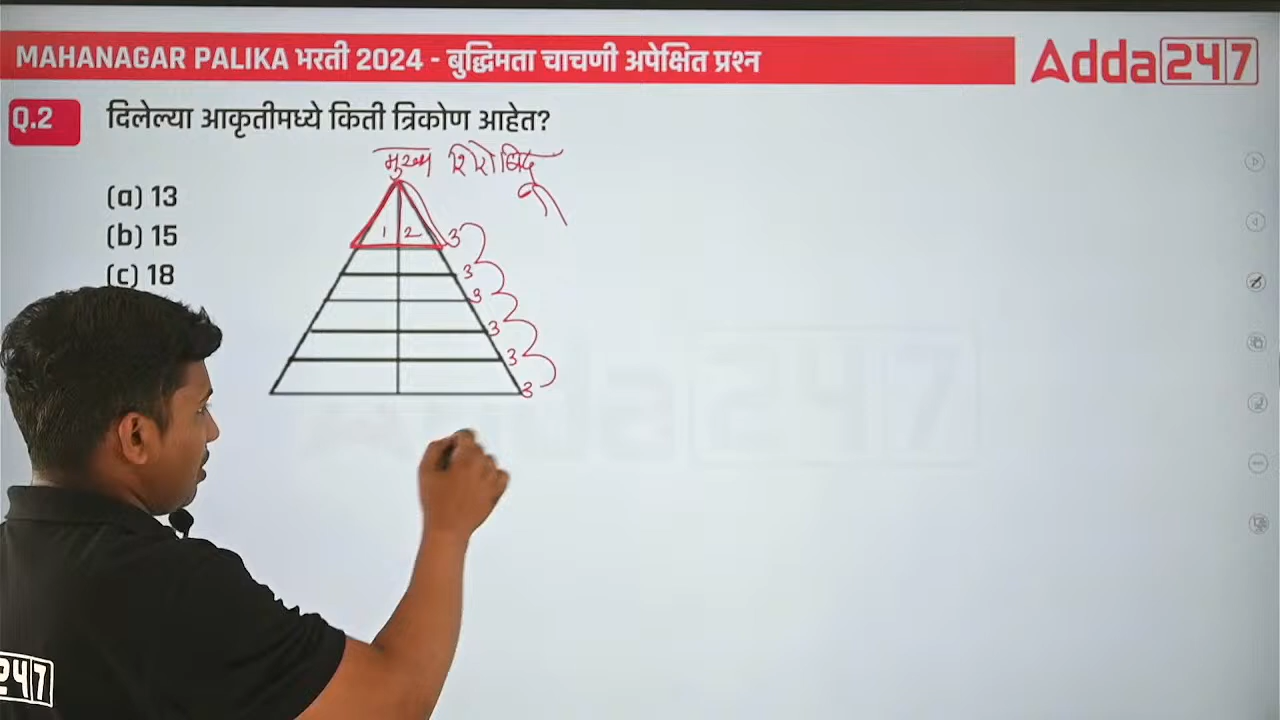 MAHANAGAR PALIKA भरती 2024 - बुद्धिमता चाचणी अपेक्षित प्रश्न
Adda247
Q.2 दिलेल्या आकृतीमध्ये किती त्रिकोण आहेत?
मुख्य शिरोबिंदू
(a) 13
(b) 15
(c) 18
1 2 3
3
3
3
3
3
247